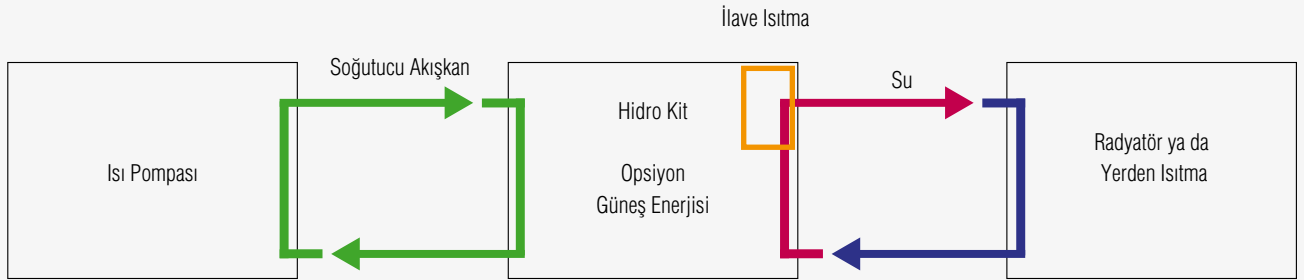 İlave Isıtma
Soğutucu Akışkan
Su
Isı Pompası
Hidro Kit
Opsiyon
Güneş Enerjisi
Radyatör ya da
Yerden Isıtma